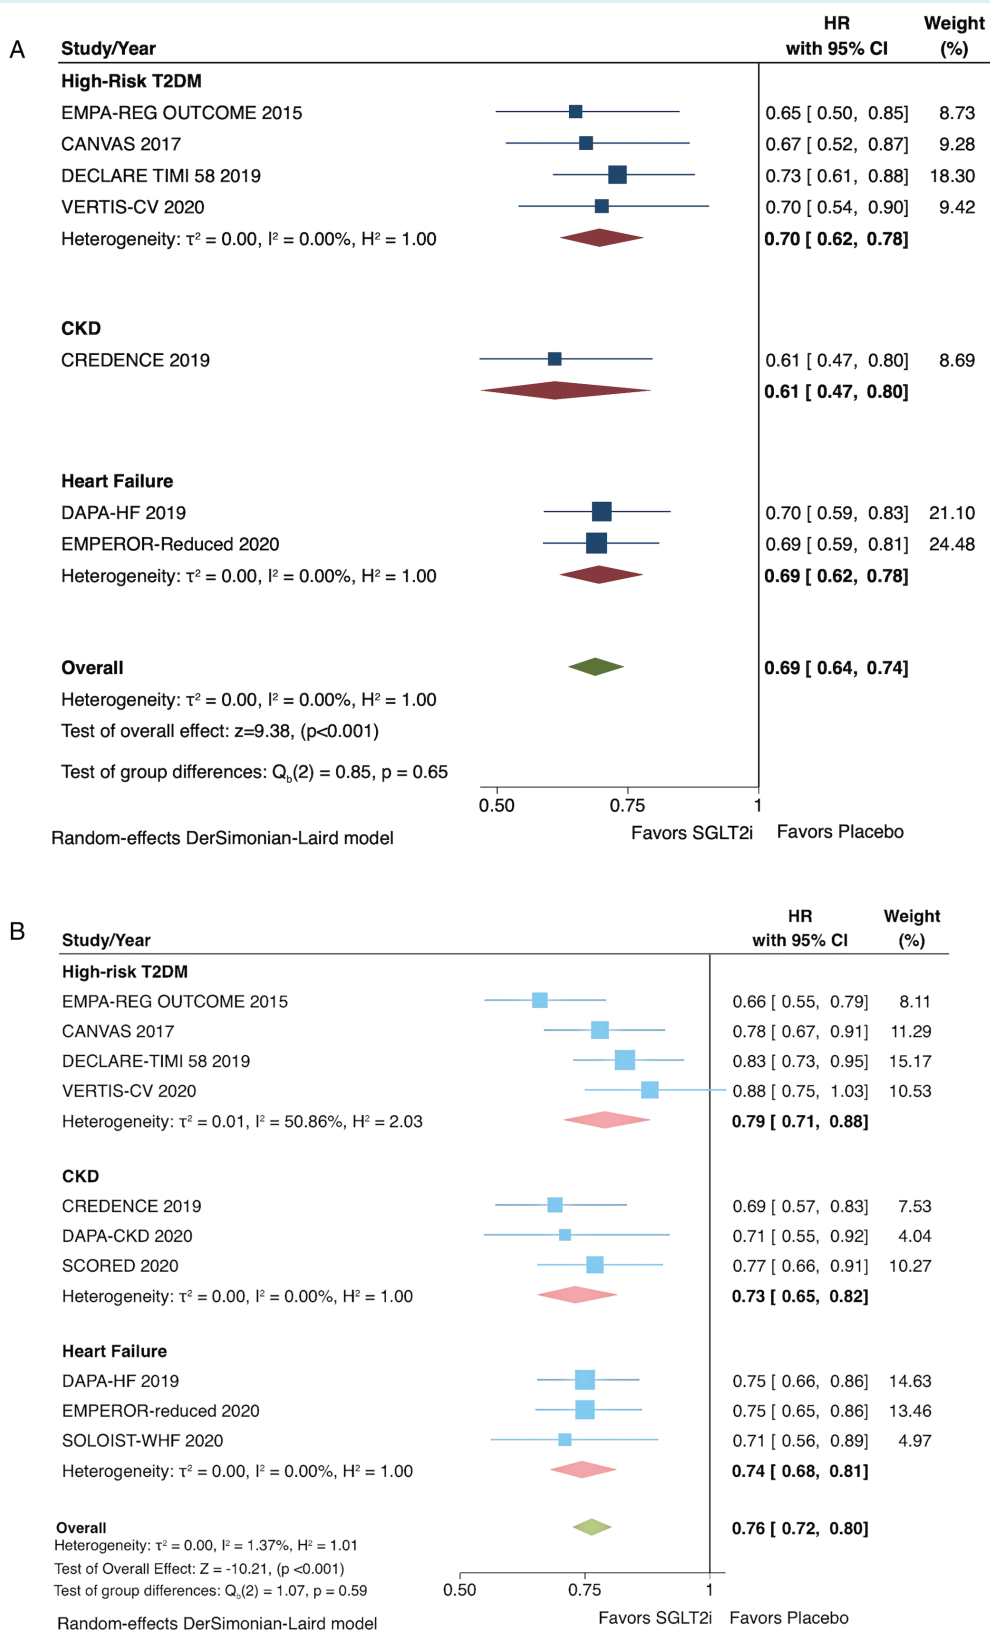 A
HR Weight
Study/Year with 95% CI (%)
High-Risk T2DM
EMPA-REG OUTCOME 2015 0.65 [ 0.50, 0.85] 8.73
CANVAS 2017 0.67 [ 0.52, 0.87] 9.28
DECLARE TIMI 58 2019 0.73 [ 0.61, 0.88] 18.30
VERTIS-CV 2020 0.70 [ 0.54, 0.90] 9.42
Heterogeneity: τ² = 0.00, I² = 0.00%, H² = 1.00 0.70 [ 0.62, 0.78]
CKD
CREDENCE 2019 0.61 [ 0.47, 0.80] 8.69
0.61 [ 0.47, 0.80]
Heart Failure
DAPA-HF 2019 0.70 [ 0.59, 0.83] 21.10
EMPEROR-Reduced 2020 0.69 [ 0.59, 0.81] 24.48
Heterogeneity: τ² = 0.00, I² = 0.00%, H² = 1.00 0.69 [ 0.62, 0.78]
Overall 0.69 [ 0.64, 0.74]
Heterogeneity: τ² = 0.00, I² = 0.00%, H² = 1.00
Test of overall effect: z=9.38, (p<0.001)
Test of group differences: Qb(2) = 0.85, p = 0.65
0.50 0.75 1
Favors SGLT2i Favors Placebo
Random-effects DerSimonian-Laird model
B
HR Weight
Study/Year with 95% CI (%)
High-risk T2DM
EMPA-REG OUTCOME 2015 0.66 [ 0.55, 0.79] 8.11
CANVAS 2017 0.78 [ 0.67, 0.91] 11.29
DECLARE-TIMI 58 2019 0.83 [ 0.73, 0.95] 15.17
VERTIS-CV 2020 0.88 [ 0.75, 1.03] 10.53
Heterogeneity: τ² = 0.01, I² = 50.86%, H² = 2.03 0.79 [ 0.71, 0.88]
CKD
CREDENCE 2019 0.69 [ 0.57, 0.83] 7.53
DAPA-CKD 2020 0.71 [ 0.55, 0.92] 4.04
SCORED 2020 0.77 [ 0.66, 0.91] 10.27
Heterogeneity: τ² = 0.00, I² = 0.00%, H² = 1.00 0.73 [ 0.65, 0.82]
Heart Failure
DAPA-HF 2019 0.75 [ 0.66, 0.86] 14.63
EMPEROR-reduced 2020 0.75 [ 0.65, 0.86] 13.46
SOLOIST-WHF 2020 0.71 [ 0.56, 0.89] 4.97
Heterogeneity: τ² = 0.00, I² = 0.00%, H² = 1.00 0.74 [ 0.68, 0.81]
Overall 0.76 [ 0.72, 0.80]
Heterogeneity: τ² = 0.00, I² = 1.37%, H² = 1.01
Test of Overall Effect: Z = -10.21, (p <0.001)
Test of group differences: Qb(2) = 1.07, p = 0.59
0.50 0.75 1
Favors SGLT2i Favors Placebo
Random-effects DerSimonian-Laird model